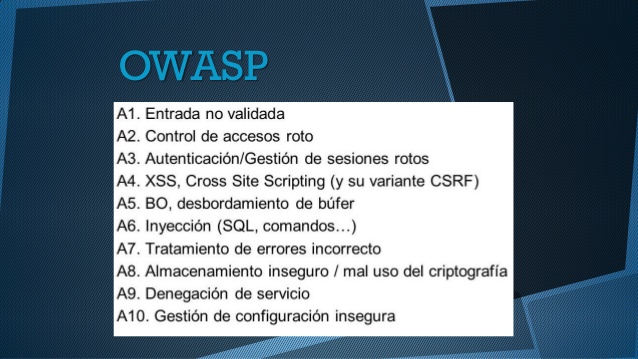 OWASP
A1. Entrada no validada
A2. Control de accesos roto
A3. Autenticación/Gestión de sesiones rotos
A4. XSS, Cross Site Scripting (y su variante CSRF)
A5. BO, desbordamiento de búfer
A6. Inyección (SQL, comandos…)
A7. Tratamiento de errores incorrecto
A8. Almacenamiento inseguro / mal uso del criptografía
A9. Denegación de servicio
A10. Gestión de configuración insegura